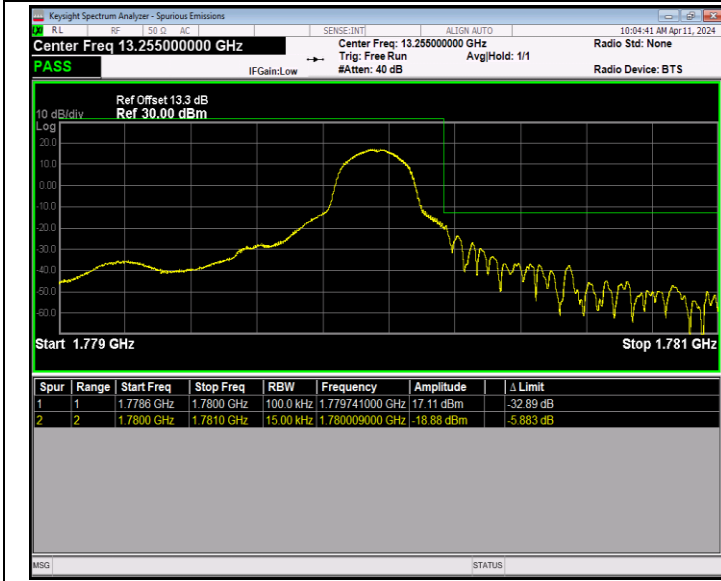 Keysight Spectrum Analyzer - Spurious Emissions
RL RF 50 Ω AC SENSE:INT ALIGN AUTO 10:04:41 AM Apr 11, 2024
Center Freq 13.255000000 GHz Center Freq: 13.255000000 GHz Radio Std: None
Trig: Free Run Avg|Hold: 1/1
PASS IFGain:Low #Atten: 40 dB Radio Device: BTS
Ref Offset 13.3 dB
10 dB/div Ref 30.00 dBm
Log
20.0
10.0
0.00
-10.0
-20.0
-30.0
-40.0
-50.0
-60.0
Start 1.779 GHz Stop 1.781 GHz
Spur Range Start Freq Stop Freq RBW Frequency Amplitude Δ Limit
1 1 1.7786 GHz 1.7800 GHz 100.0 kHz 1.779741000 GHz 17.11 dBm -32.89 dB
2 2 1.7800 GHz 1.7810 GHz 15.00 kHz 1.780009000 GHz -18.88 dBm -5.883 dB
MSG STATUS